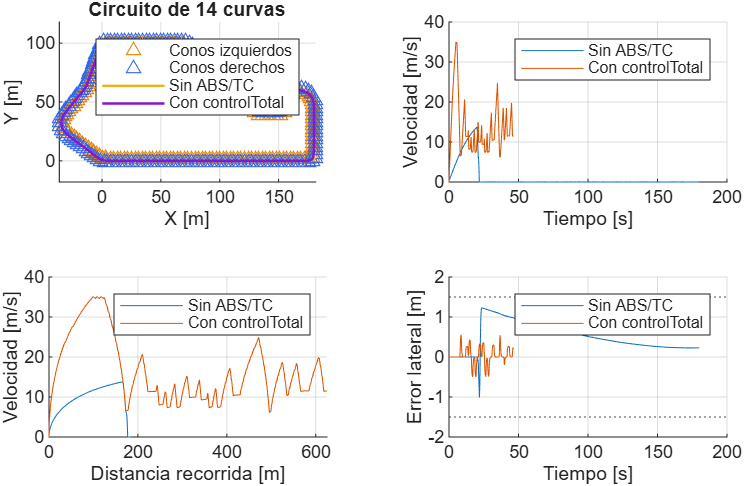 Circuito de 14 curvas
Conos izquierdos
Conos derechos
Sin ABS/TC
Con controlTotal
Y [m]
100
50
0
0
50
100
150
X [m]
Velocidad [m/s]
40
30
20
10
0
Sin ABS/TC
Con controlTotal
0
50
100
150
200
Tiempo [s]
Velocidad [m/s]
40
30
20
10
0
Sin ABS/TC
Con controlTotal
0
200
400
600
Distancia recorrida [m]
Error lateral [m]
2
1
0
-1
-2
Sin ABS/TC
Con controlTotal
0
50
100
150
200
Tiempo [s]